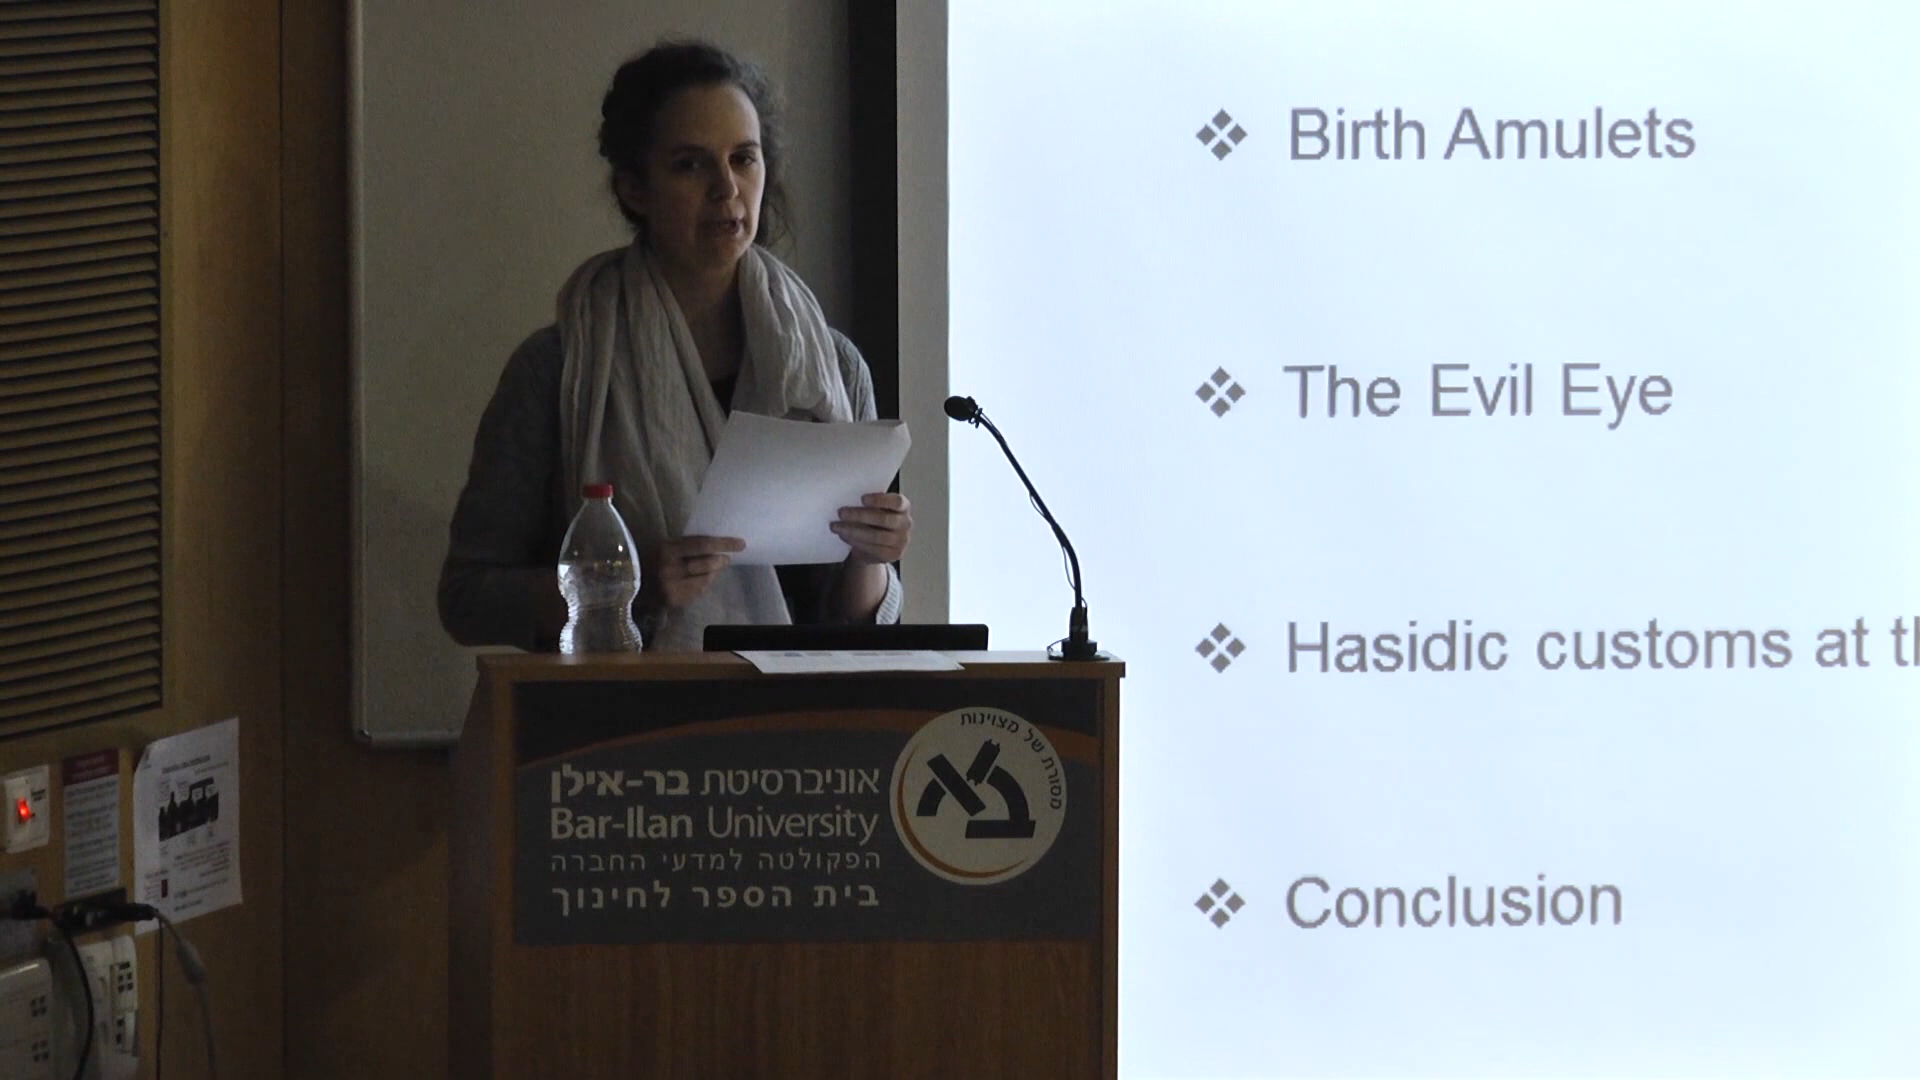 Birth Amulets
The Evil Eye
Hasidic customs at th
Conclusion
אוניברסיטת בר-אילן
Bar-Ilan University
הפקולטה למדעי החברה
בית הספר לחינוך
מסורת של מצוינות